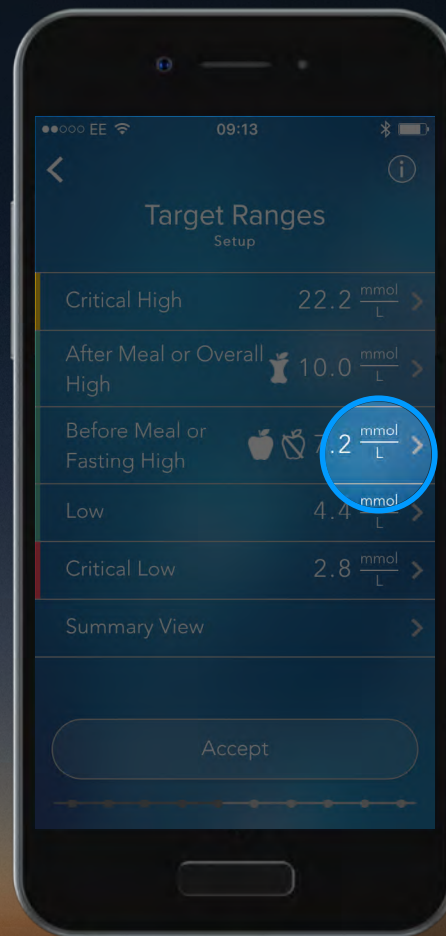 EE 09:13
Target Ranges
Setup
Critical High 22.2 mmol/L
After Meal or Overall
High 10.0 mmol/L
Before Meal or
Fasting High 7.2 mmol/L
Low 4.4 mmol/L
Critical Low 2.8 mmol/L
Summary View
Accept